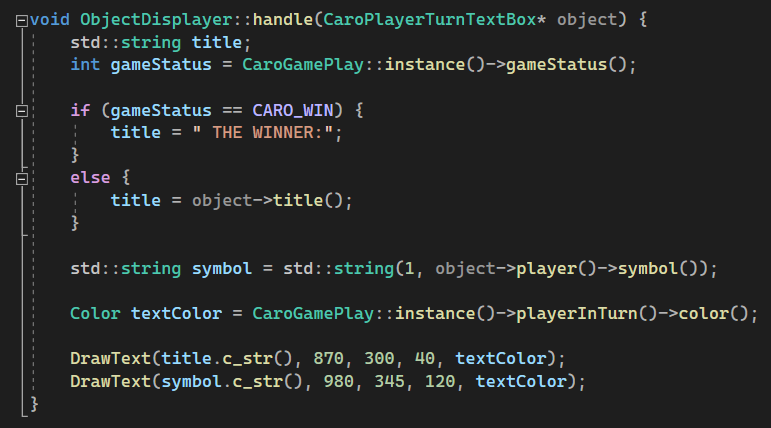 void ObjectDisplayer::handle(CaroPlayerTurnTextBox* object) {
    std::string title;
    int gameStatus = CaroGamePlay::instance()->gameStatus();

    if (gameStatus == CARO_WIN) {
        title = " THE WINNER:";
    }
    else {
        title = object->title();
    }

    std::string symbol = std::string(1, object->player()->symbol());

    Color textColor = CaroGamePlay::instance()->playerInTurn()->color();

    DrawText(title.c_str(), 870, 300, 40, textColor);
    DrawText(symbol.c_str(), 980, 345, 120, textColor);
}